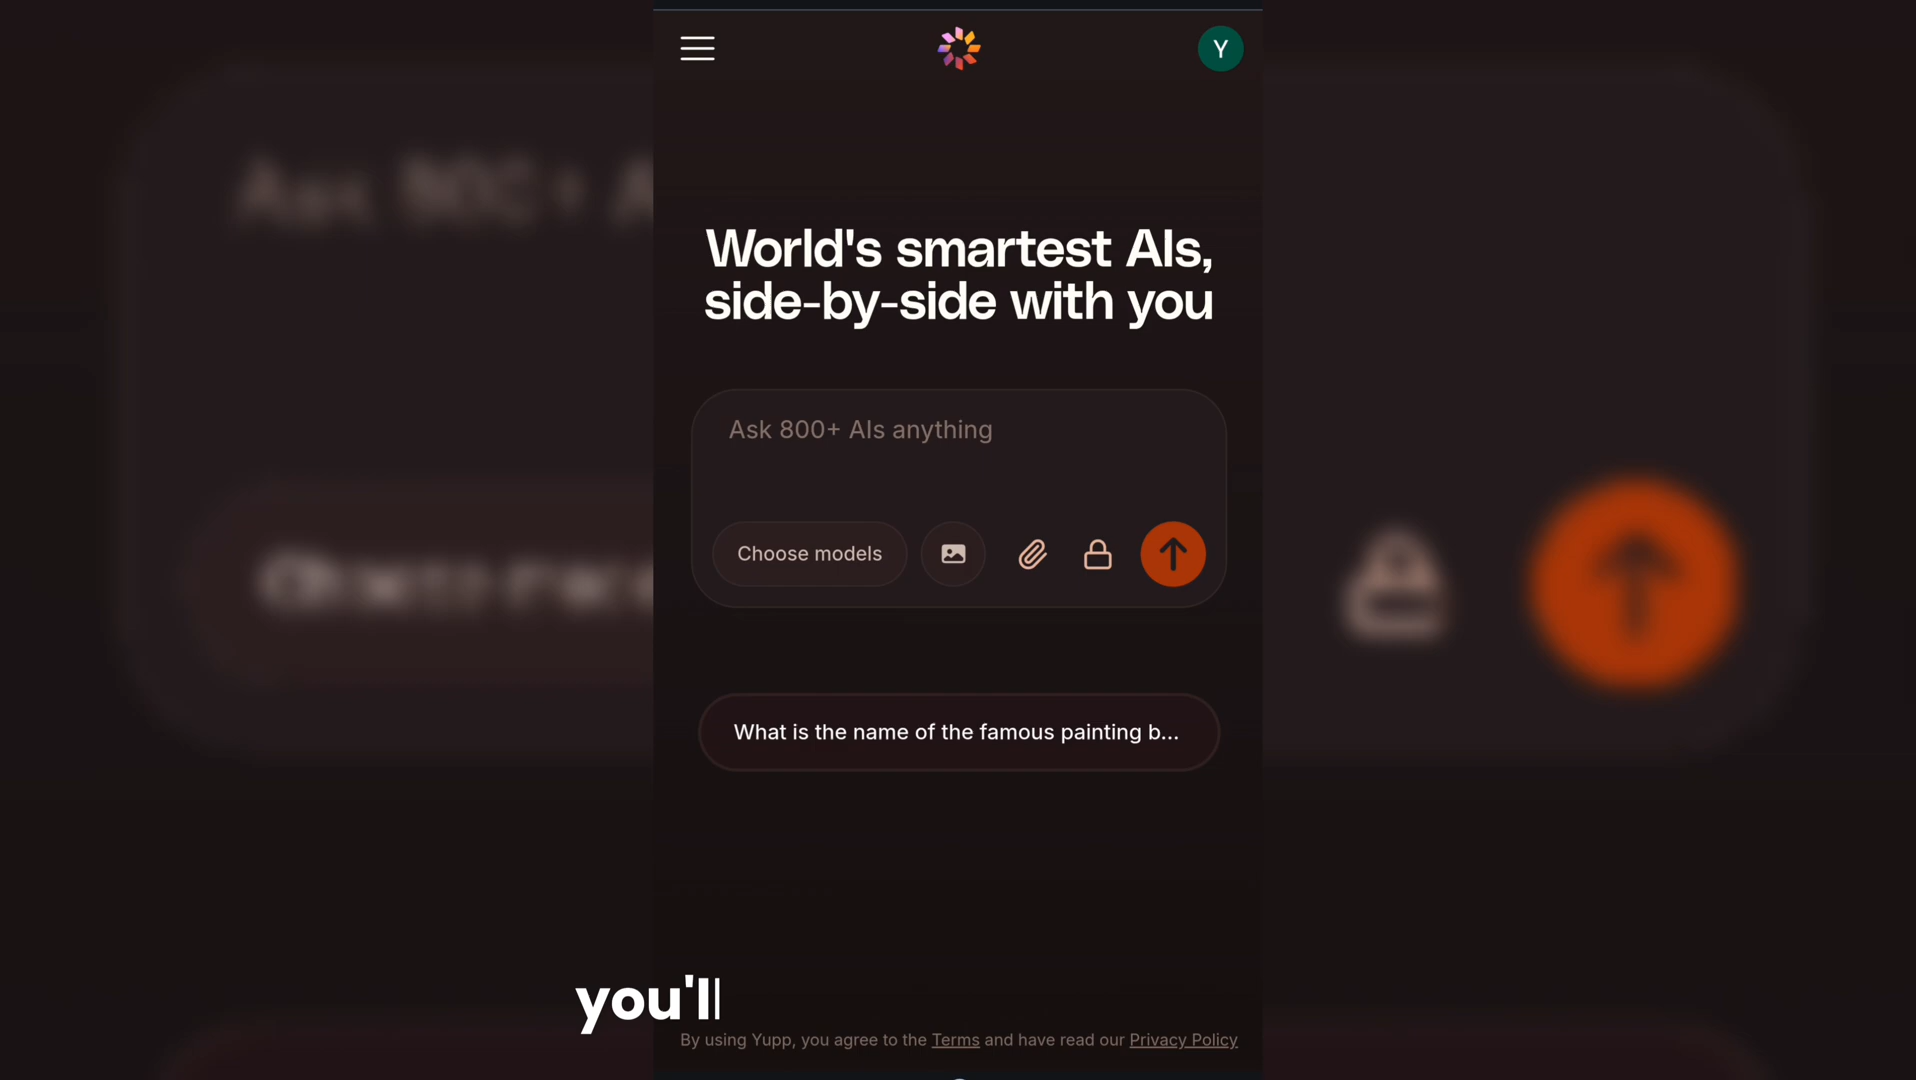 Y
World's smartest AIs,
side-by-side with you
Ask 800+ AIs anything
Choose models
What is the name of the famous painting b...
you'll
By using Yupp, you agree to the Terms and have read our Privacy Policy